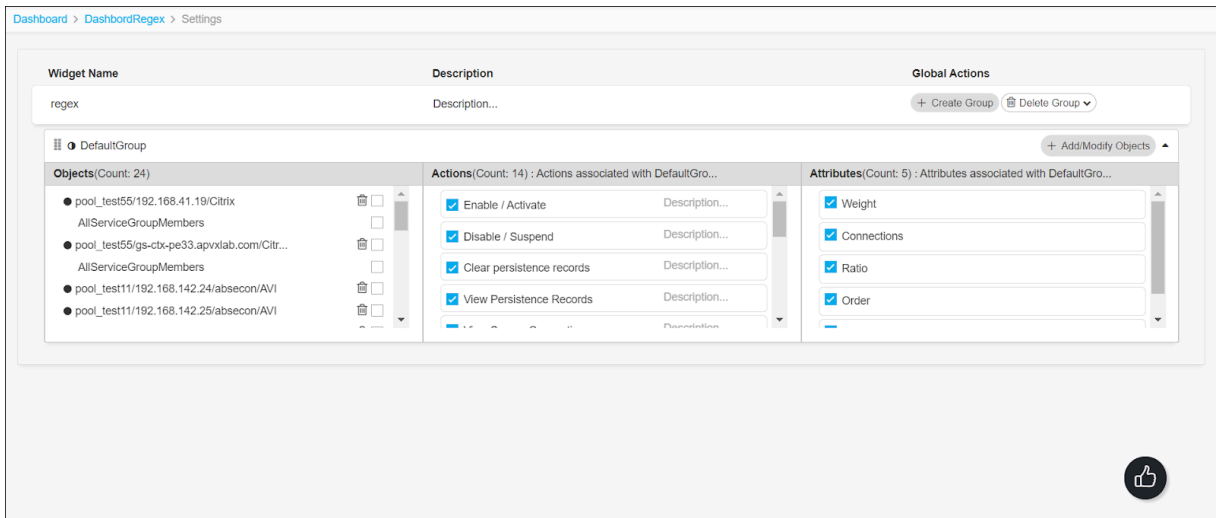 Dashboard > DashbordRegex > Settings
Widget Name Description Global Actions
regex Description... + Create Group Delete Group
DefaultGroup + Add/Modify Objects
Objects(Count: 24) Actions(Count: 14) : Actions associated with DefaultGro... Attributes(Count: 5) : Attributes associated with DefaultGro...
pool_test55/192.168.41.19/Citrix
AllServiceGroupMembers
pool_test55/gs-ctx-pe33.apvxlab.com/Citr...
AllServiceGroupMembers
pool_test11/192.168.142.24/absecon/AVI
pool_test11/192.168.142.25/absecon/AVI
Enable / Activate Description...
Disable / Suspend Description...
Clear persistence records Description...
View Persistence Records Description...
Description...
Weight
Connections
Ratio
Order